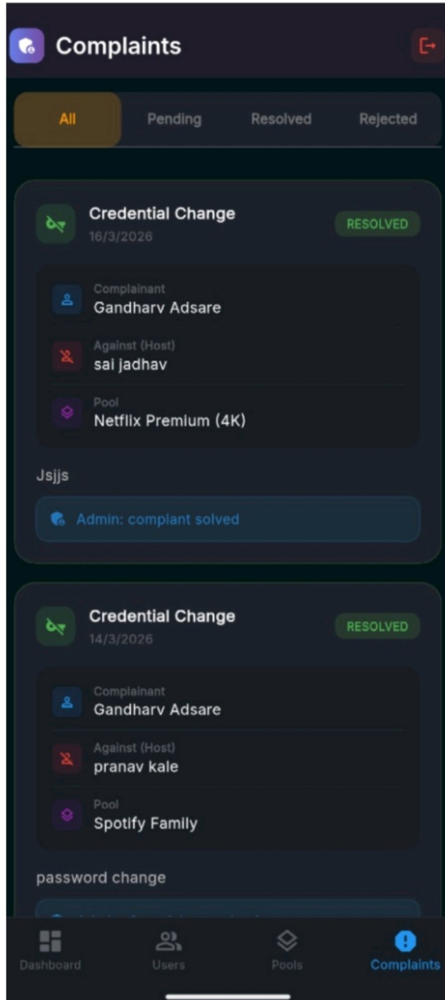 Complaints
All
Pending
Resolved
Rejected
Credential Change
RESOLVED
16/3/2026
Complainant
Gandharv Adsare
Against (Host)
sai jadhav
Pool
Netflix Premium (4K)
Jsjjs
Admin: complant solved
Credential Change
RESOLVED
14/3/2026
Complainant
Gandharv Adsare
Against (Host)
pranav kale
Pool
Spotify Family
password change
Dashboard
Users
Pools
Complaints